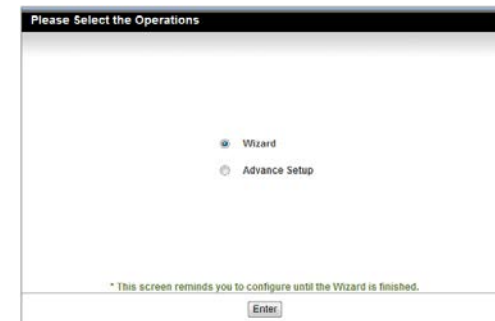 Please Select the Operations
Wizard
Advance Setup
* This screen reminds you to configure until the Wizard is finished.
Enter